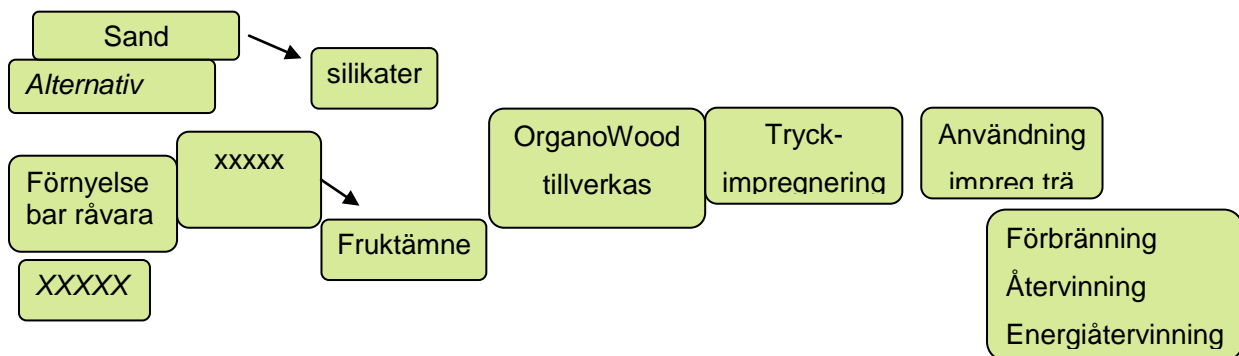 Sand
Alternativ
silikater
Förnyelse
bar råvara
xxxxx
XXXXX
Fruktämne
OrganoWood
tillverkas
Tryck-
impregnering
Användning
impreg trä
Förbränning
Återvinning
Energiåtervinning